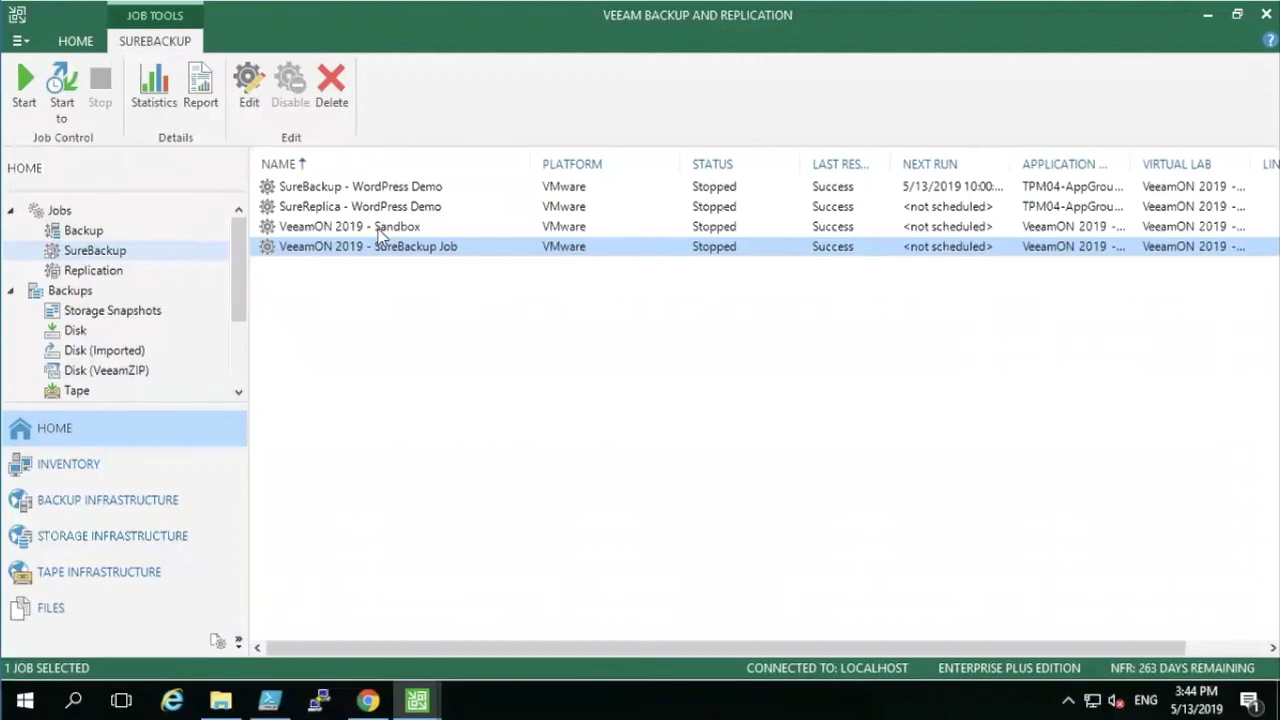 JOB TOOLS
VEEAM BACKUP AND REPLICATION
HOME
SUREBACKUP
Start
Start to
Stop
Statistics
Report
Edit
Disable
Delete
Job Control
Details
Edit
HOME
Jobs
Backup
SureBackup
Replication
Backups
Storage Snapshots
Disk
Disk (Imported)
Disk (VeeamZIP)
Tape
HOME
INVENTORY
BACKUP INFRASTRUCTURE
STORAGE INFRASTRUCTURE
TAPE INFRASTRUCTURE
FILES
NAME PLATFORM STATUS LAST RES... NEXT RUN APPLICATION ... VIRTUAL LAB LIN
SureBackup - WordPress Demo VMware Stopped Success 5/13/2019 10:00:... TPM04-AppGrou... VeeamON 2019 -...
SureReplica - WordPress Demo VMware Stopped Success <not scheduled> TPM04-AppGrou... VeeamON 2019 -...
VeeamON 2019 - Sandbox VMware Stopped Success <not scheduled> VeeamON 2019 -... VeeamON 2019 -...
VeeamON 2019 - SureBackup Job VMware Stopped Success <not scheduled> VeeamON 2019 -... VeeamON 2019 -...
1 JOB SELECTED
CONNECTED TO: LOCALHOST
ENTERPRISE PLUS EDITION
NFR: 263 DAYS REMAINING
ENG
3:44 PM
5/13/2019
1